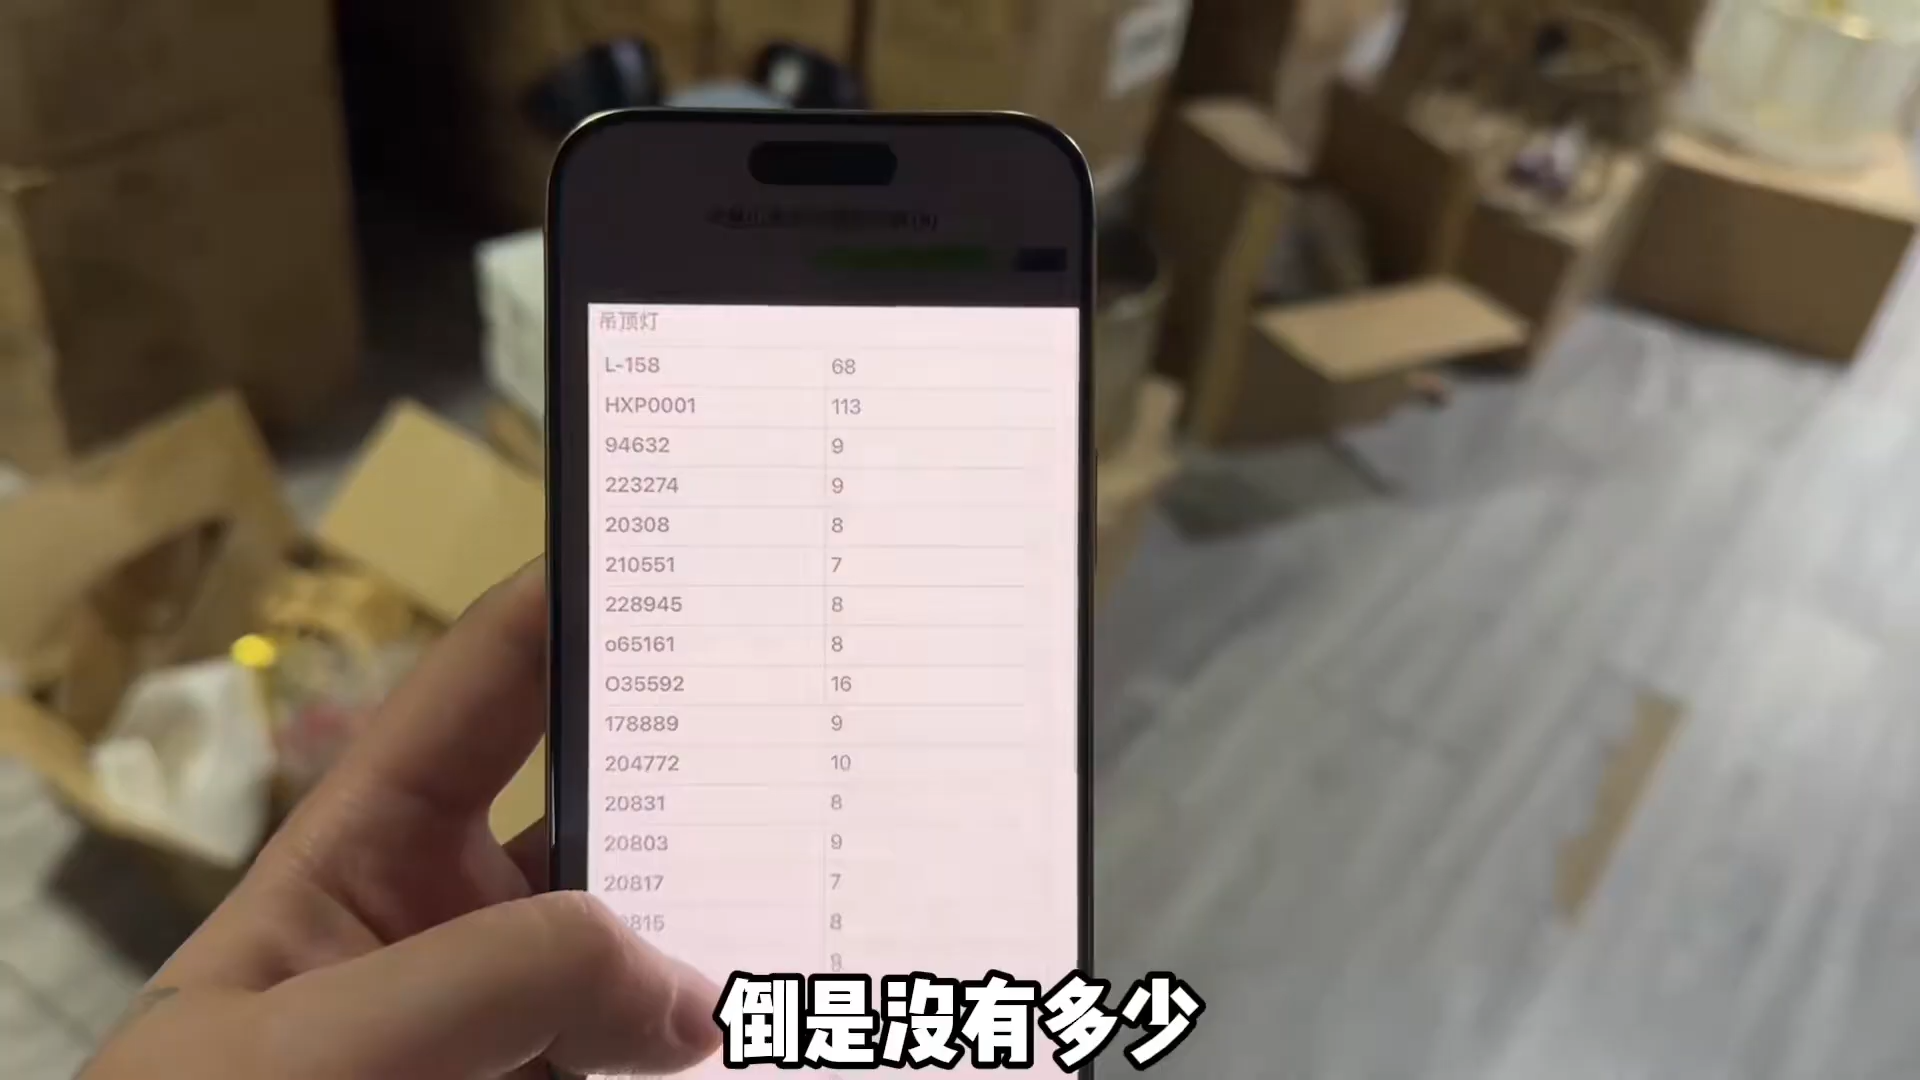 吊顶灯
L-158 68
HXP0001 113
94632 9
223274 9
20308 8
210551 7
228945 8
o65161 8
O35592 16
178889 9
204772 10
20831 8
20803 9
20817 7
815 8
8
倒是没有多少